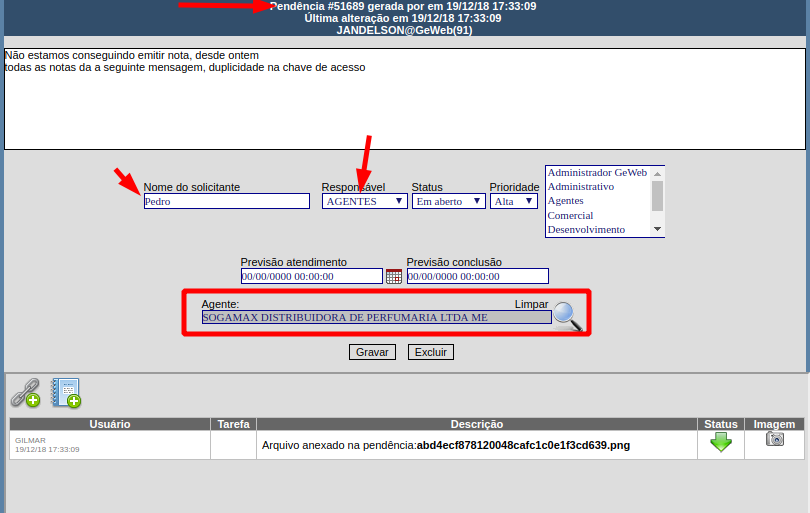 Pendência #51689 gerada por em 19/12/18 17:33:09
Última alteração em 19/12/18 17:33:09
JANDELSON@GeWeb(91)
Não estamos conseguindo emitir nota, desde ontem
todas as notas da a seguinte mensagem, duplicidade na chave de acesso
Nome do solicitante Responsável Status Prioridade
Pedro AGENTES Em aberto Alta
Administrador GeWeb
Administrativo
Agentes
Comercial
Desenvolvimento
Previsão atendimento Previsão conclusão
00/00/0000 00:00:00 00/00/0000 00:00:00
Agente: Limpar
SOGAMAX DISTRIBUIDORA DE PERFUMARIA LTDA ME
Gravar Excluir
Usuário Tarefa Descrição Status Imagem
GILMAR
19/12/18 17:33:09
Arquivo anexado na pendência:abd4ecf878120048cafc1c0e1f3cd639.png